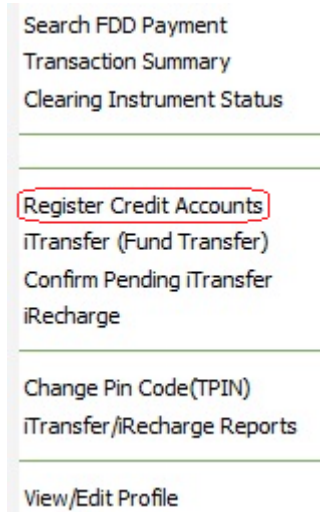 Search FDD Payment
Transaction Summary
Clearing Instrument Status
Register Credit Accounts
iTransfer (Fund Transfer)
Confirm Pending iTransfer
iRecharge
Change Pin Code(TPIN)
iTransfer/iRecharge Reports
View/Edit Profile